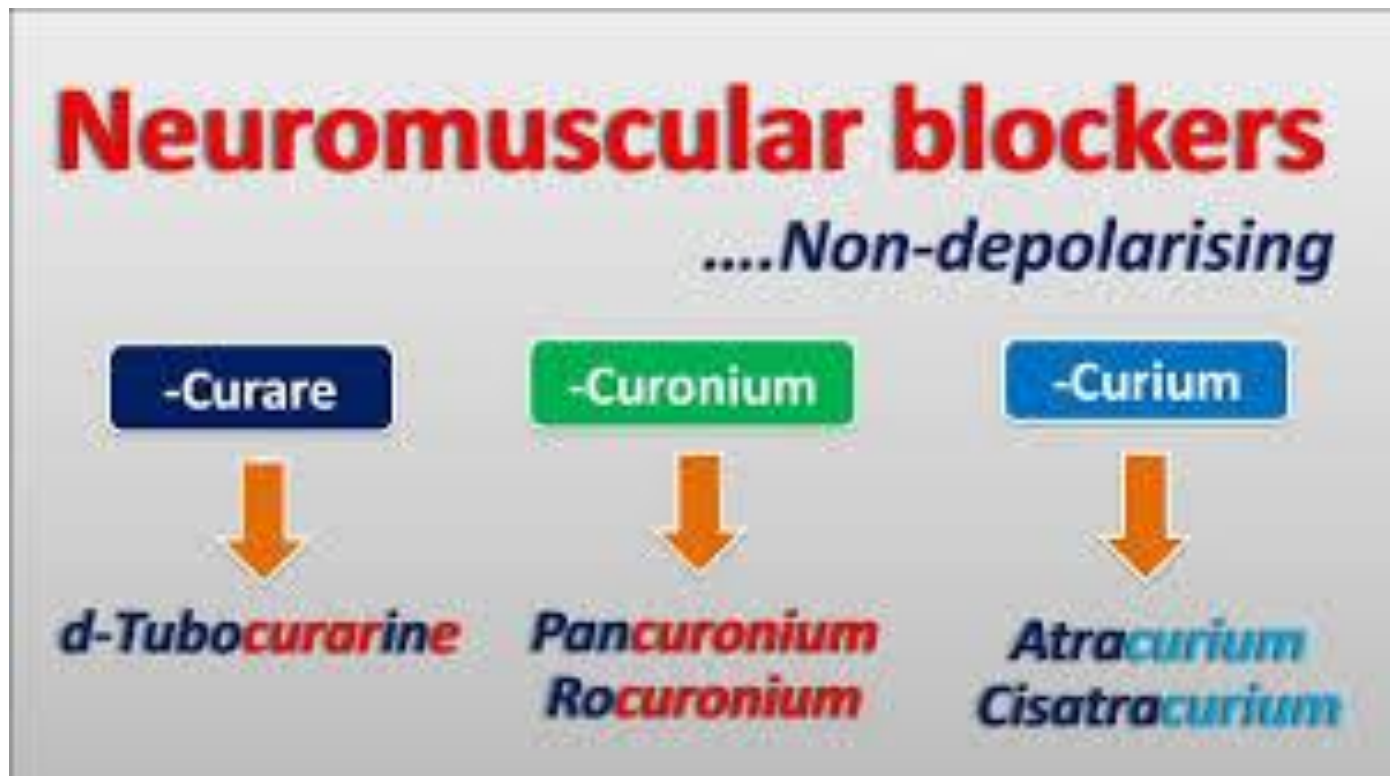 Neuromuscular blockers
....Non-depolarising
-Curare
-Curonium
-Curium
d-Tubocurarine
Pancuronium
Rocuronium
Atracurium
Cisatracurium